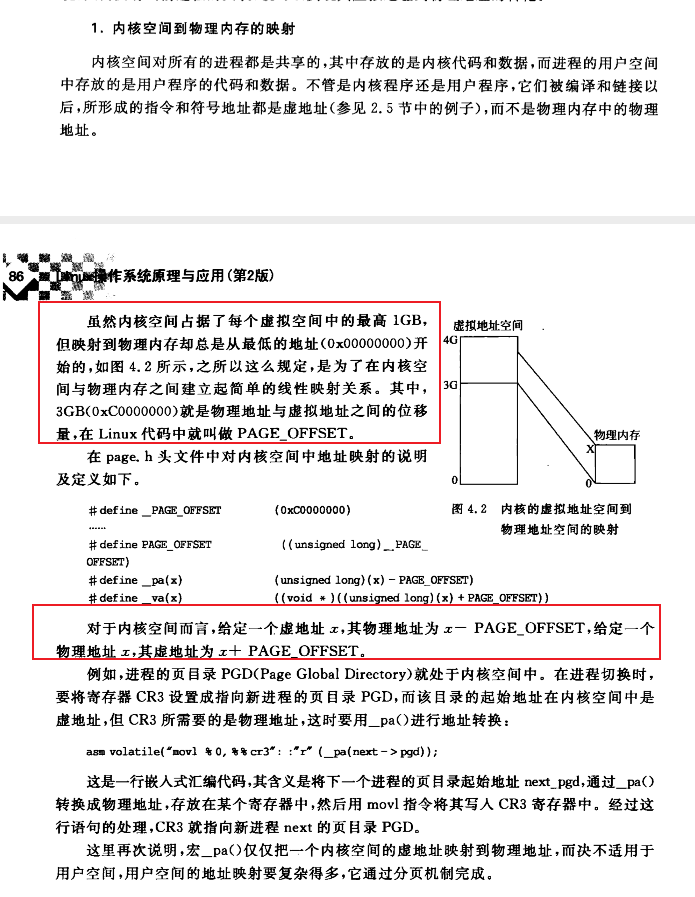 1. 内核空间到物理内存的映射
内核空间对所有的进程都是共享的,其中存放的是内核代码和数据,而进程的用户空间
中存放的是用户程序的代码和数据。不管是内核程序还是用户程序,它们被编译和链接以
后,所形成的指令和符号地址都是虚地址(参见 2.5 节中的例子),而不是物理内存中的物理
地址。
86 Linux操作系统原理与应用(第2版)
虽然内核空间占据了每个虚拟空间中的最高 1GB,
但映射到物理内存却总是从最低的地址(0x00000000)开
始的,如图 4.2 所示,之所以这么规定,是为了在内核空
间与物理内存之间建立起简单的线性映射关系。其中,
3GB(0xC0000000)就是物理地址与虚拟地址之间的位移
量,在 Linux 代码中就叫做 PAGE_OFFSET。
在 page.h 头文件中对内核空间中地址映射的说明
及定义如下。
虚拟地址空间
4G
3G
物理内存
X
0
0
图 4.2 内核的虚拟地址空间到
物理地址空间的映射
#define __PAGE_OFFSET (0xC0000000)
……
#define PAGE_OFFSET ((unsigned long)__PAGE_
OFFSET)
#define __pa(x) (unsigned long)(x) - PAGE_OFFSET)
#define __va(x) ((void *)((unsigned long)(x) + PAGE_OFFSET))
对于内核空间而言,给定一个虚地址 x,其物理地址为 x- PAGE_OFFSET,给定一个
物理地址 x,其虚地址为 x+ PAGE_OFFSET。
例如,进程的页目录 PGD(Page Global Directory)就处于内核空间中。在进程切换时,
要将寄存器 CR3 设置成指向新进程的页目录 PGD,而该目录的起始地址在内核空间中是
虚地址,但 CR3 所需要的是物理地址,这时要用__pa()进行地址转换:
asm volatile("movl %0,%%cr3": :"r" (__pa(next->pgd));
这是一行嵌入式汇编代码,其含义是将下一个进程的页目录起始地址 next_pgd,通过__pa()
转换成物理地址,存放在某个寄存器中,然后用 movl 指令将其写入 CR3 寄存器中。经过这
行语句的处理,CR3 就指向新进程 next 的页目录 PGD。
这里再次说明,宏__pa()仅仅把一个内核空间的虚地址映射到物理地址,而决不适用于
用户空间,用户空间的地址映射要复杂得多,它通过分页机制完成。